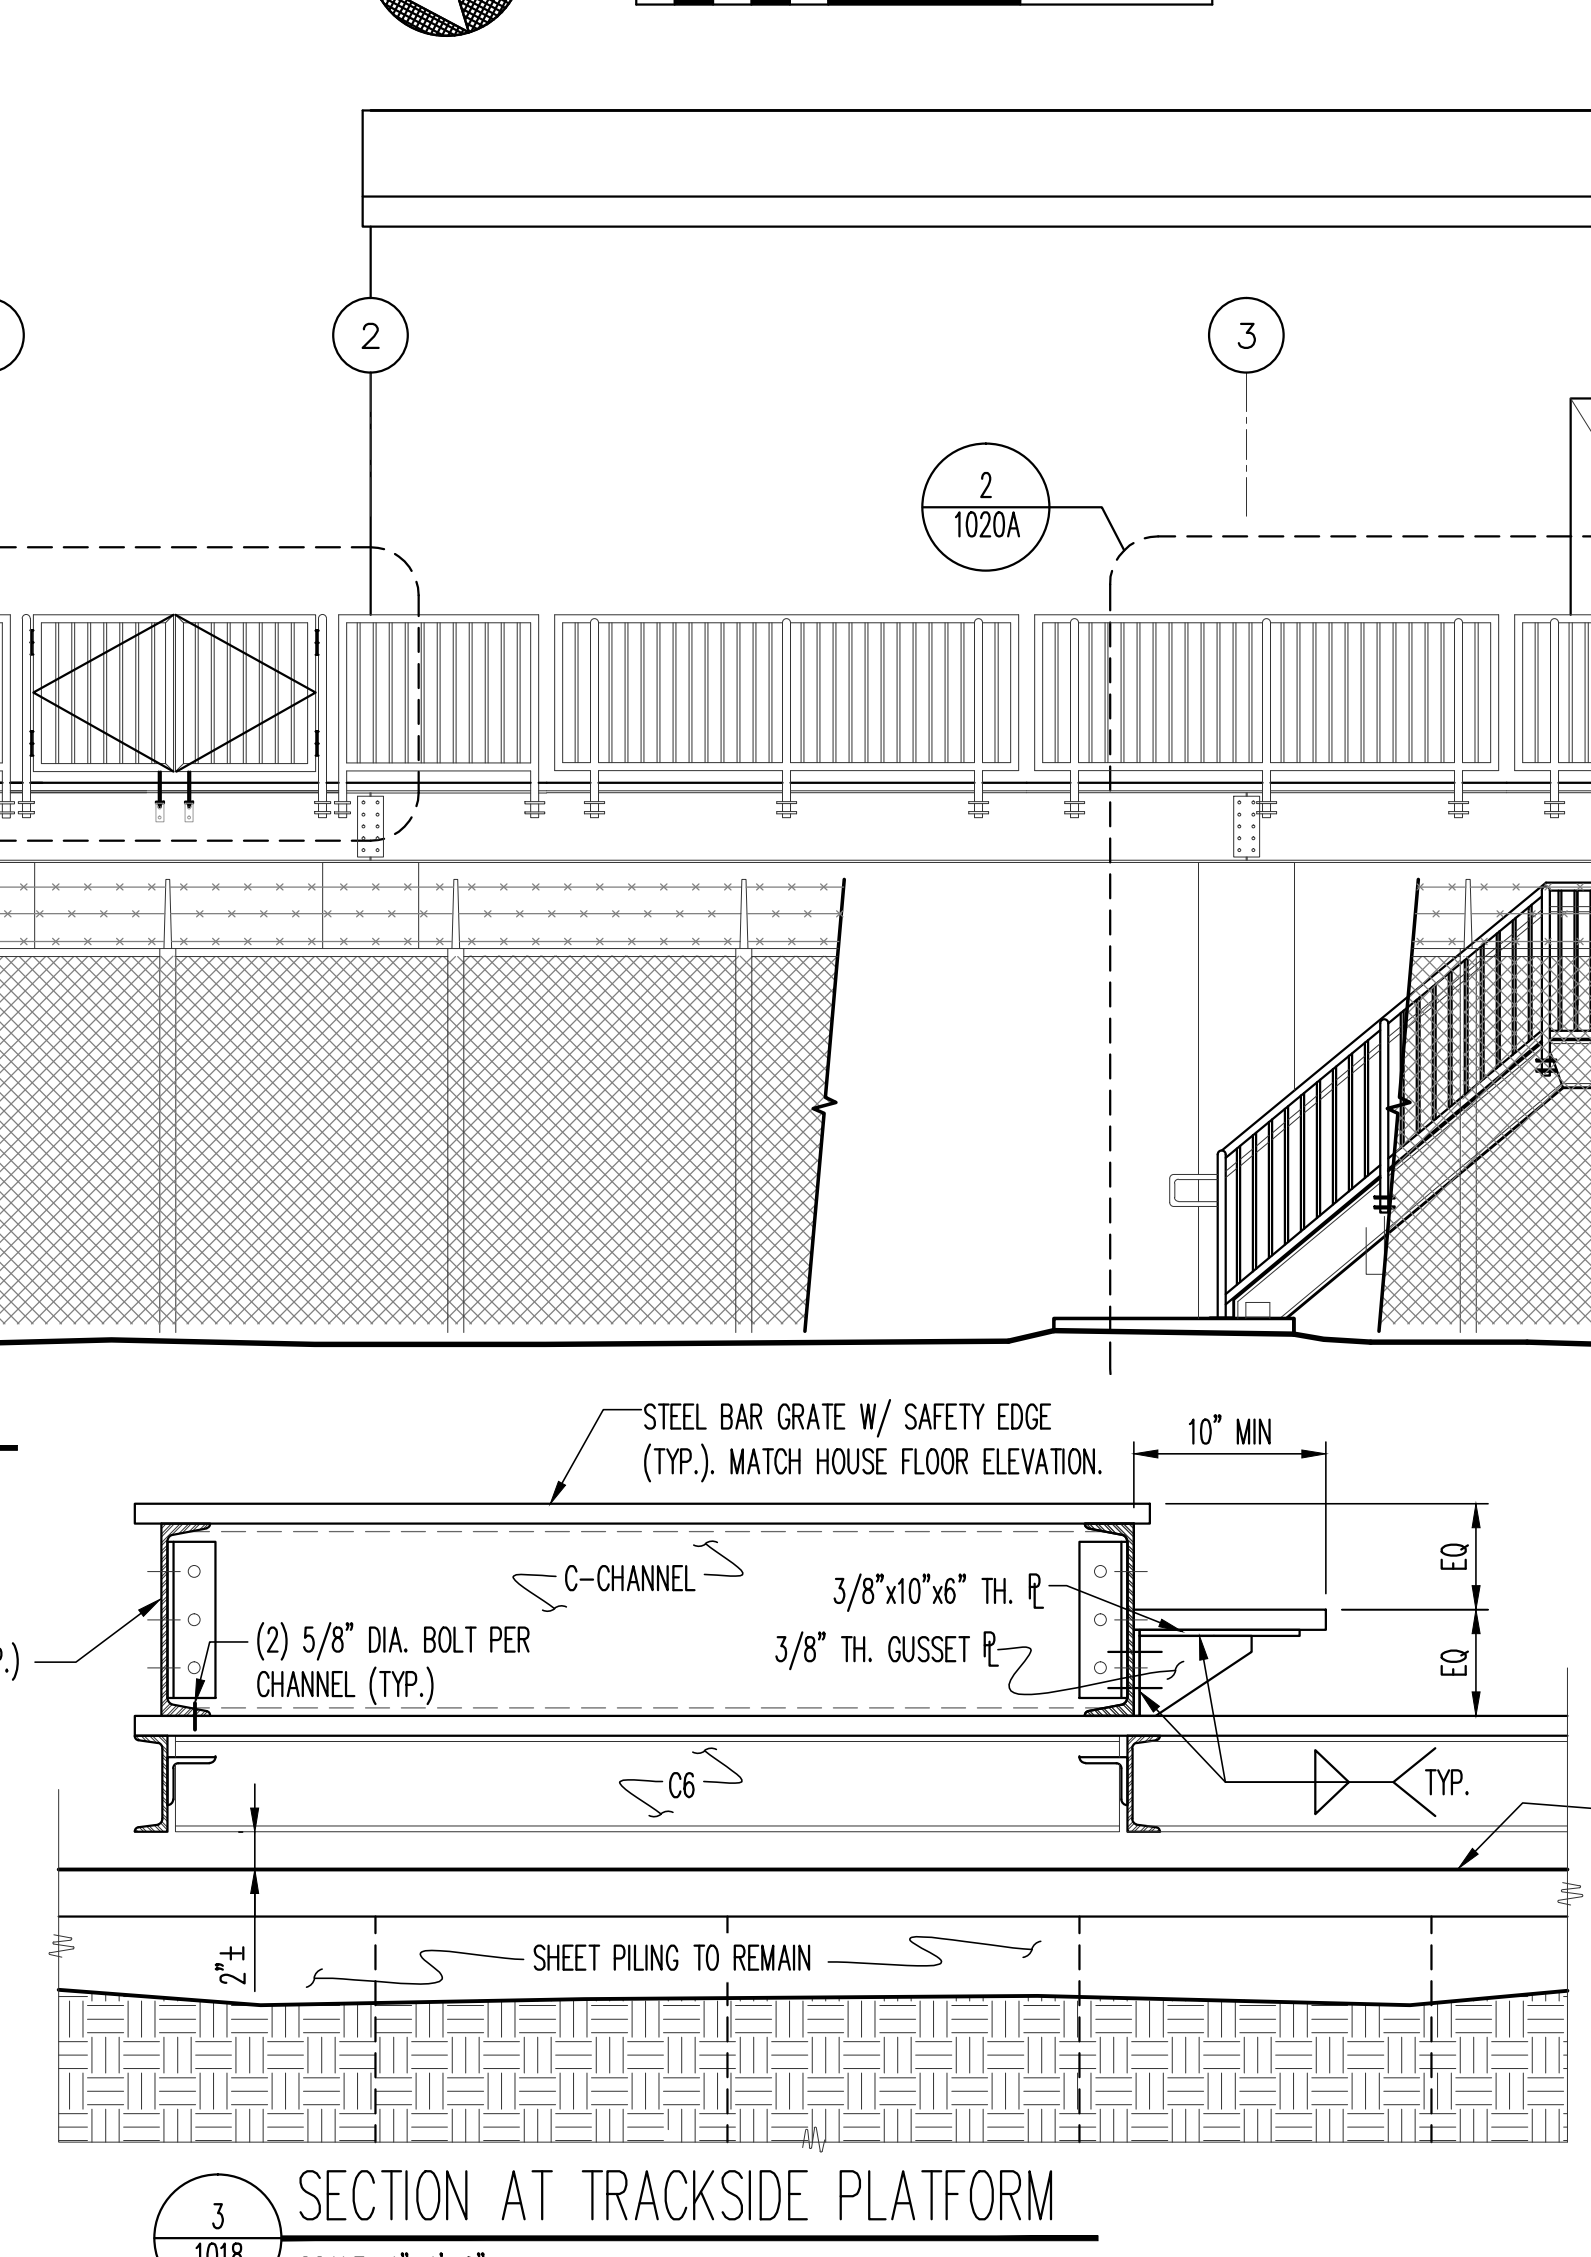 2
3
2
1020A
STEEL BAR GRATE W/ SAFETY EDGE
(TYP.). MATCH HOUSE FLOOR ELEVATION.
10" MIN
EQ
C-CHANNEL
3/8"x10"x6" TH. ℄
(2) 5/8" DIA. BOLT PER
CHANNEL (TYP.)
3/8" TH. GUSSET ℄
EQ
C6
TYP.
2"±
SHEET PILING TO REMAIN
SECTION AT TRACKSIDE PLATFORM
3
1018